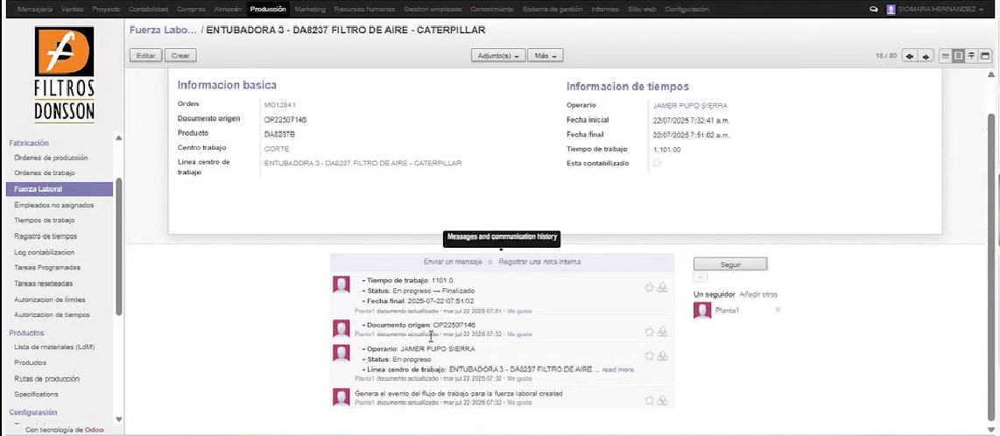 Mensajería Ventas Proyecto Contabilidad Compras Almacén Producción Marketing Recursos humanos Gestion empleado Conocimiento Sistema de gestión Informes Sitio web Configuración SIOMAIRA HERNANDEZ
Fuerza Labo... / ENTUBADORA 3 - DA8237 FILTRO DE AIRE - CATERPILLAR
Editar Crear Adjunto(s) Más 18 / 80
FILTROS
DONSSON
Fabricación
Órdenes de producción
Ordenes de trabajo
Fuerza Laboral
Empleados no asignados
Tiempos de trabajo
Registro de tiempos
Log contabilizacion
Tareas Programadas
Tareas reseteadas
Autorizacion de límites
Autorizacion de tiempos
Productos
Lista de materiales (LdM)
Productos
Rutas de producción
Specifications
Configuración
Con tecnología de Odoo
Informacion basica
Orden MO12841
Documento origen OP22507146
Producto DA8237B
Centro trabajo CORTE
Linea centro de trabajo ENTUBADORA 3 - DA8237 FILTRO DE AIRE - CATERPILLAR
Informacion de tiempos
Operario JAMER PUPO SIERRA
Fecha inicial 22/07/2025 7:32:41 a.m.
Fecha final 22/07/2025 7:51:02 a.m.
Tiempo de trabajo 1,101.00
Esta contabilizado
Messages and communication history
Enviar un mensaje o Registrar una nota interna
- Tiempo de trabajo: 1101.0
- Status: En progreso → Finalizado
- Fecha final: 2025-07-22 07:51:02
Planta1 documento actualizado - mar jul 22 2025 07:51 - Me gusta
- Documento origen: OP22507146
Planta1 documento actualizado - mar jul 22 2025 07:32 - Me gusta
- Operario: JAMER PUPO SIERRA
- Status: En progreso
- Linea centro de trabajo: ENTUBADORA 3 - DA8237 FILTRO DE AIRE ... read more
Planta1 documento actualizado - mar jul 22 2025 07:32 - Me gusta
Genera el evento del flujo de trabajo para la fuerza laboral created
Planta1 documento actualizado - mar jul 22 2025 07:32 - Me gusta
Seguir
Un seguidor Añadir otros
Planta1